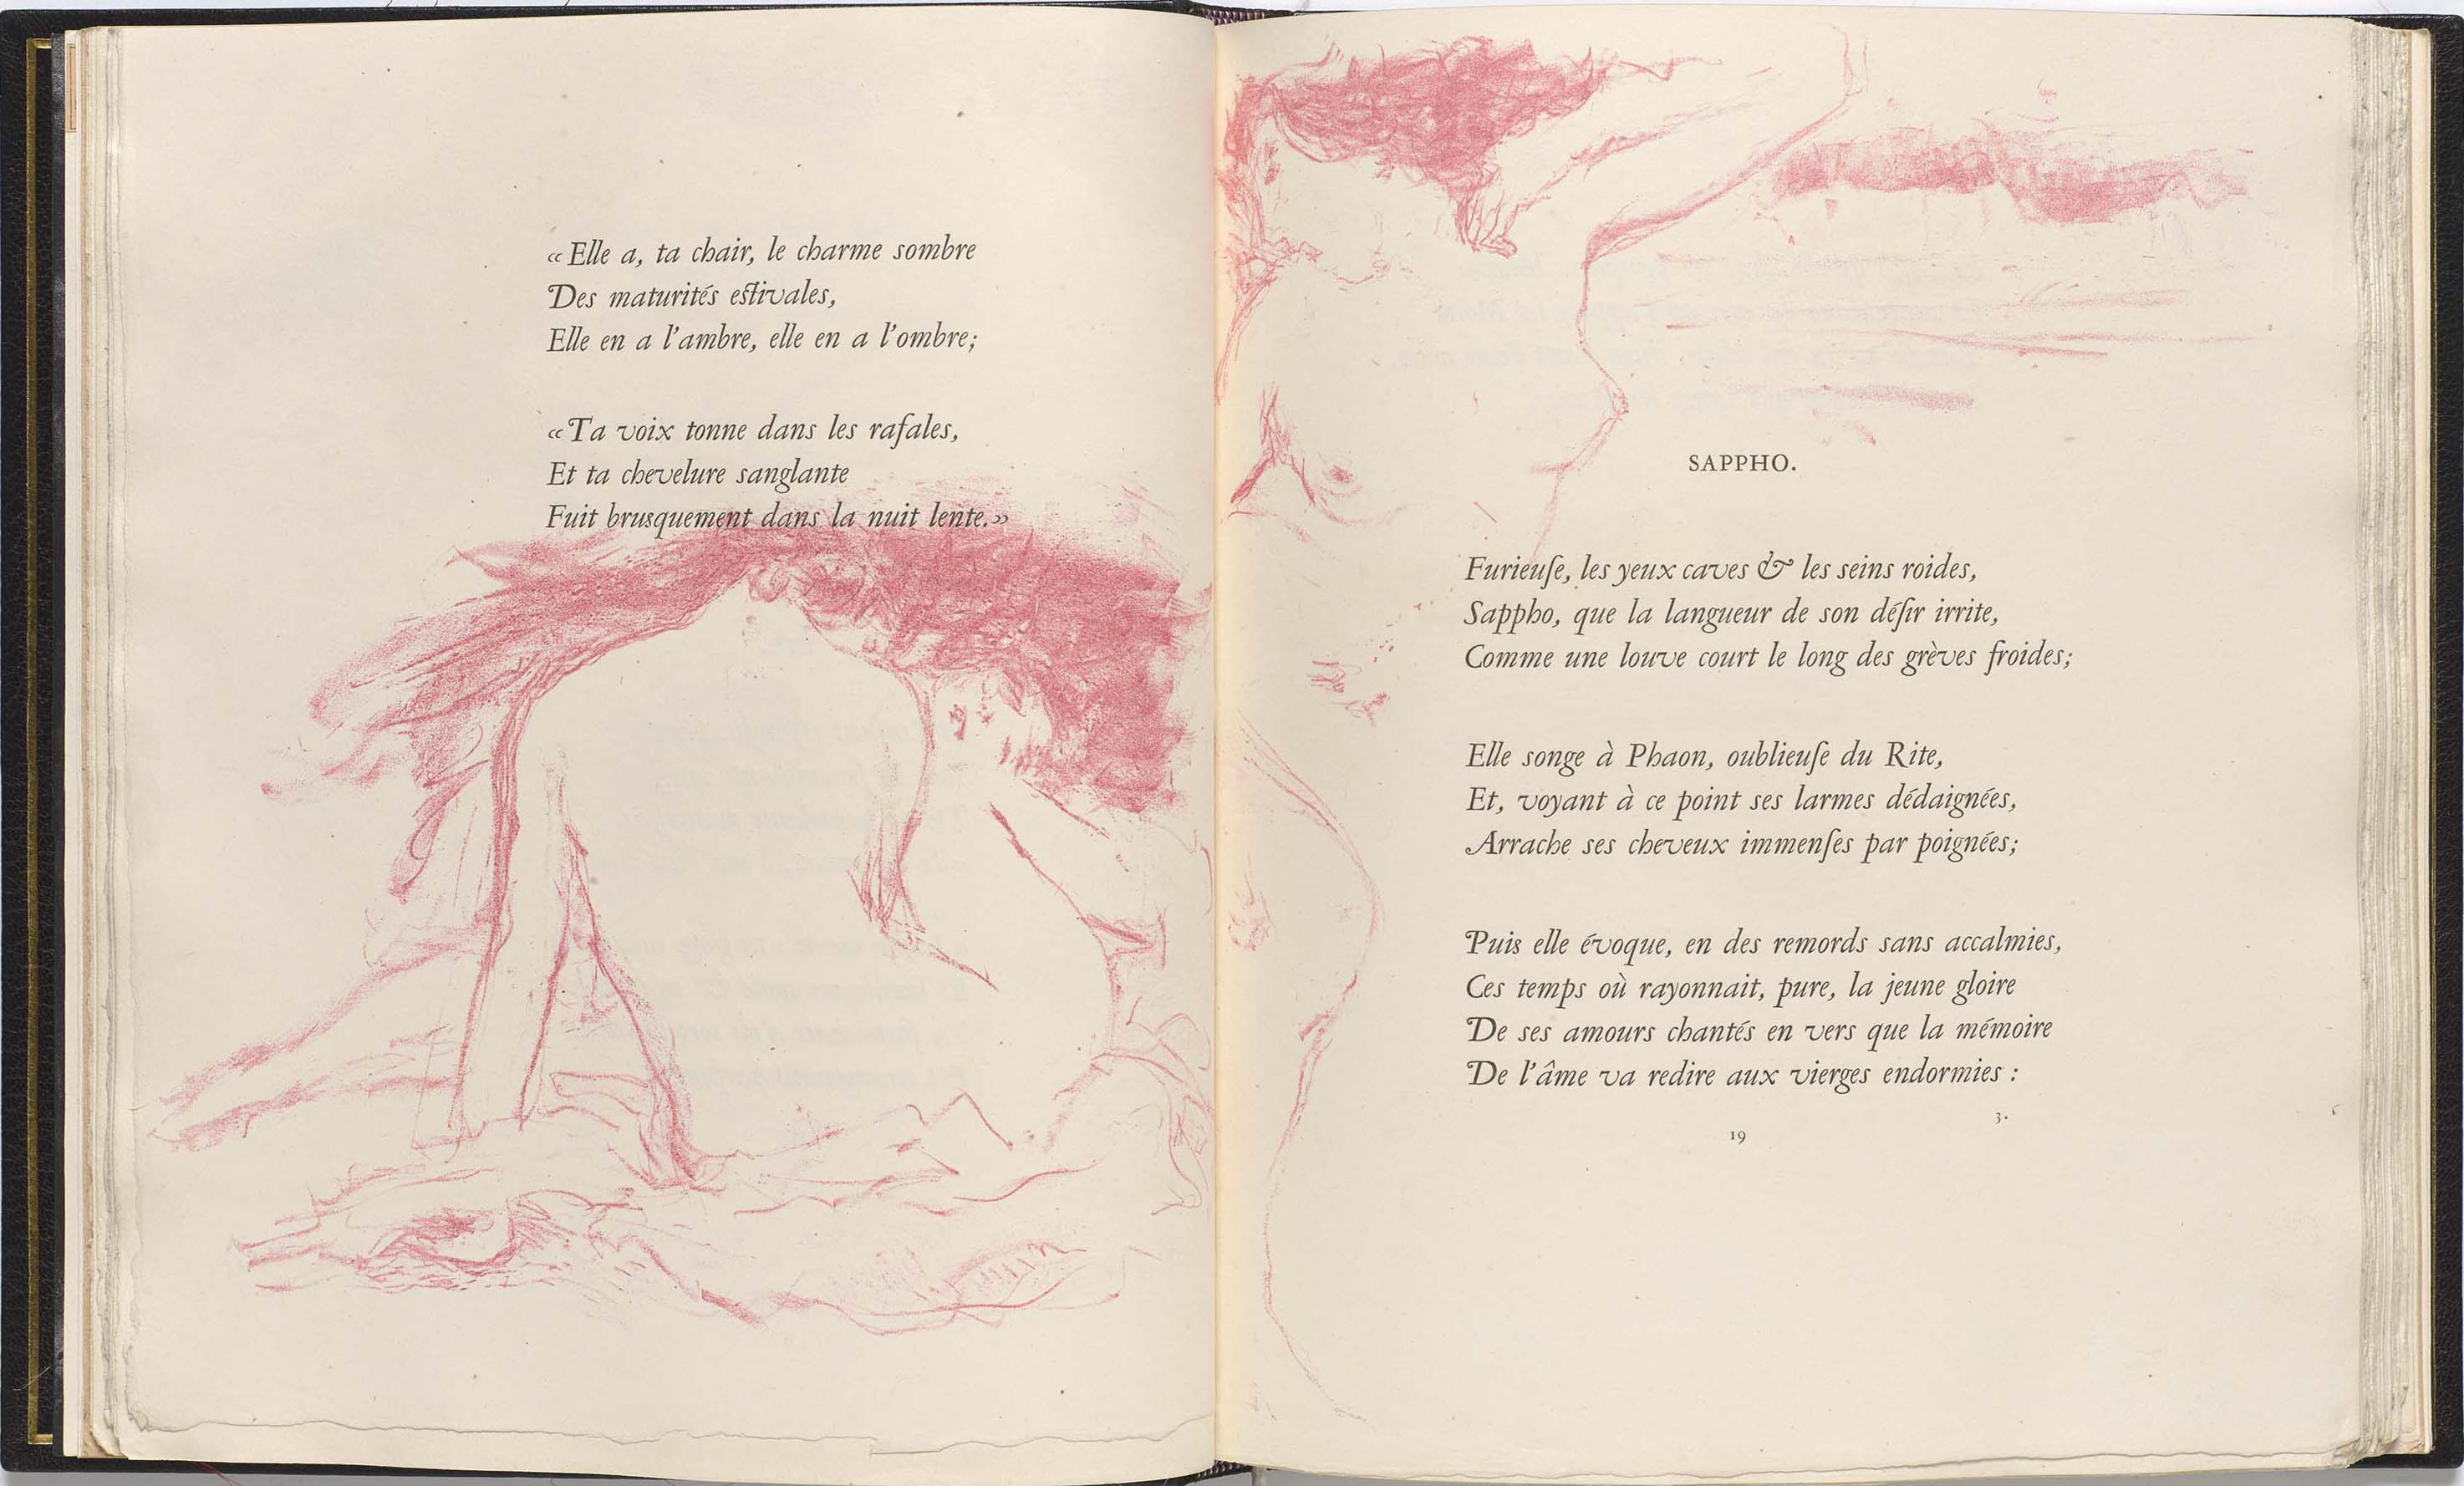 «Elle a, ta chair, le charme sombre
Des maturités estivales,
Elle en a l'ambre, elle en a l'ombre;
«Ta voix tonne dans les rafales,
Et ta chevelure sanglante
Fuit brusquement dans la nuit lente.»
SAPPHO.
Furieuſe, les yeux caves & les seins roides,
Sappho, que la langueur de son déſir irrite,
Comme une louve court le long des grèves froides;
Elle songe à Phaon, oublieuſe du Rite,
Et, voyant à ce point ses larmes dédaignées,
Arrache ses cheveux immenſes par poignées;
Puis elle évoque, en des remords sans accalmies,
Ces temps où rayonnait, pure, la jeune gloire
De ses amours chantés en vers que la mémoire
De l'âme va redire aux vierges endormies :
3.
19